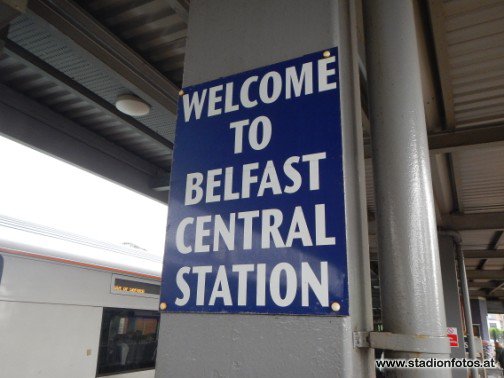 WELCOME
TO
BELFAST
CENTRAL
STATION
www.stadionfotos.at